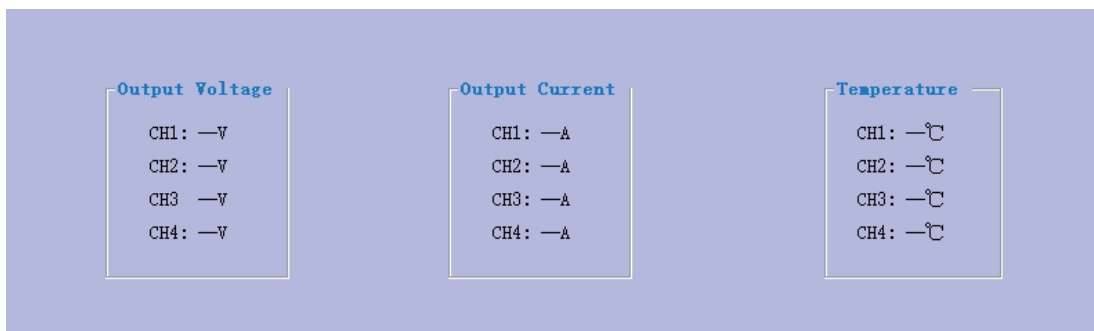 Output Voltage
CH1: —V
CH2: —V
CH3 —V
CH4: —V
Output Current
CH1: —A
CH2: —A
CH3: —A
CH4: —A
Temperature
CH1: —℃
CH2: —℃
CH3: —℃
CH4: —℃